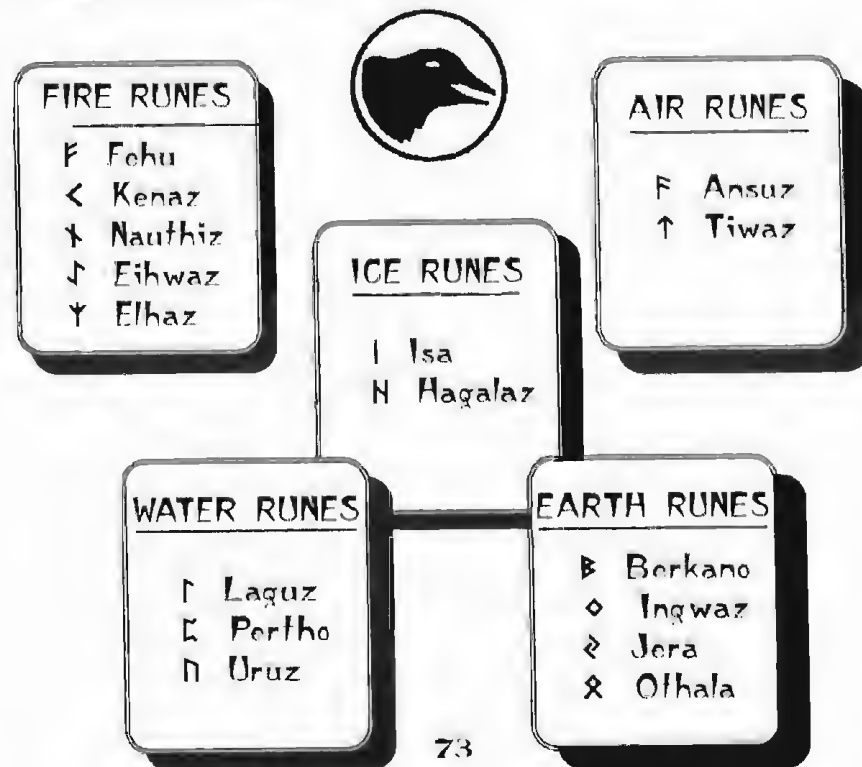 FIRE RUNES
ᚠ Fehu
ᚲ Kenaz
ᚾ Nauthiz
ᛇ Eihwaz
ᛉ Elhaz
AIR RUNES
ᚨ Ansuz
ᛏ Tiwaz
ICE RUNES
ᛁ Isa
ᚺ Hagalaz
WATER RUNES
ᛚ Laguz
ᛈ Pertho
ᚢ Uruz
EARTH RUNES
ᛒ Berkano
ᛜ Ingwaz
ᛃ Jera
ᛟ Othala
73